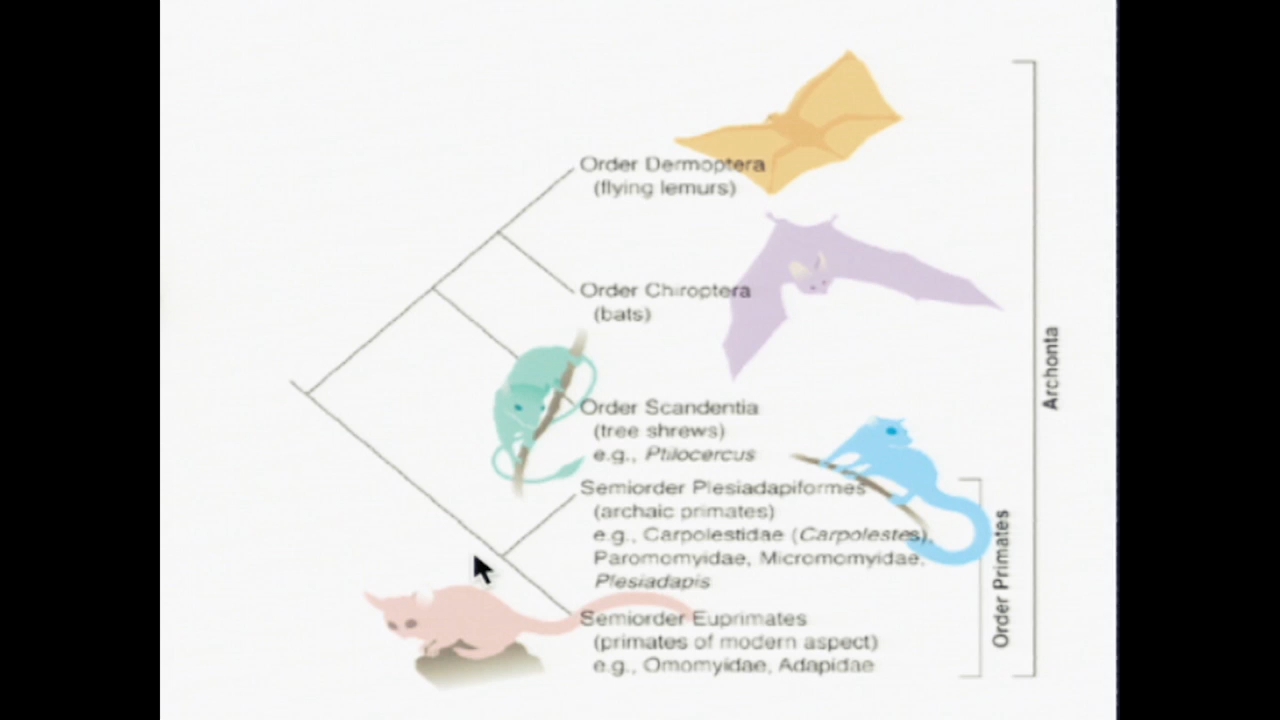 Order Dermoptera
(flying lemurs)
Order Chiroptera
(bats)
Order Scandentia
(tree shrews)
e.g., Ptilocercus
Semiorder Plesiadapiformes
(archaic primates)
e.g., Carpolestidae (Carpolestes),
Paromomyidae, Micromomyidae,
Plesiadapis
Semiorder Euprimates
(primates of modern aspect)
e.g., Omomyidae, Adapidae
Order Primates
Archonta